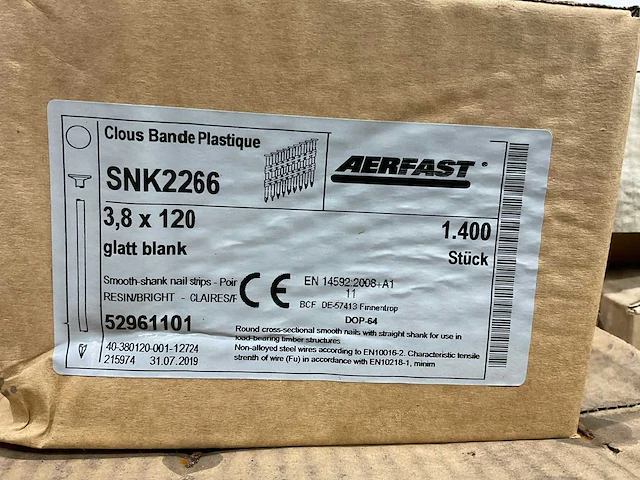 Clous Bande Plastique
SNK2266
AERFAST
3,8 x 120
1.400
glatt blank
Stück
Smooth-shank nail strips - Poir
RESIN/BRIGHT - CLAIRES/F
CE
EN 14592:2008+A1
11
BCF DE-57413 Finnentrop
DOP-64
52961101
40-380120-001-12724
215974 31.07.2019
Round cross-sectional smooth nails with straight shank for use in
load-bearing timber structures
Non-alloyed steel wires according to EN10016-2. Characteristic tensile
strenth of wire (Fu) in accordance with EN10218-1, minim